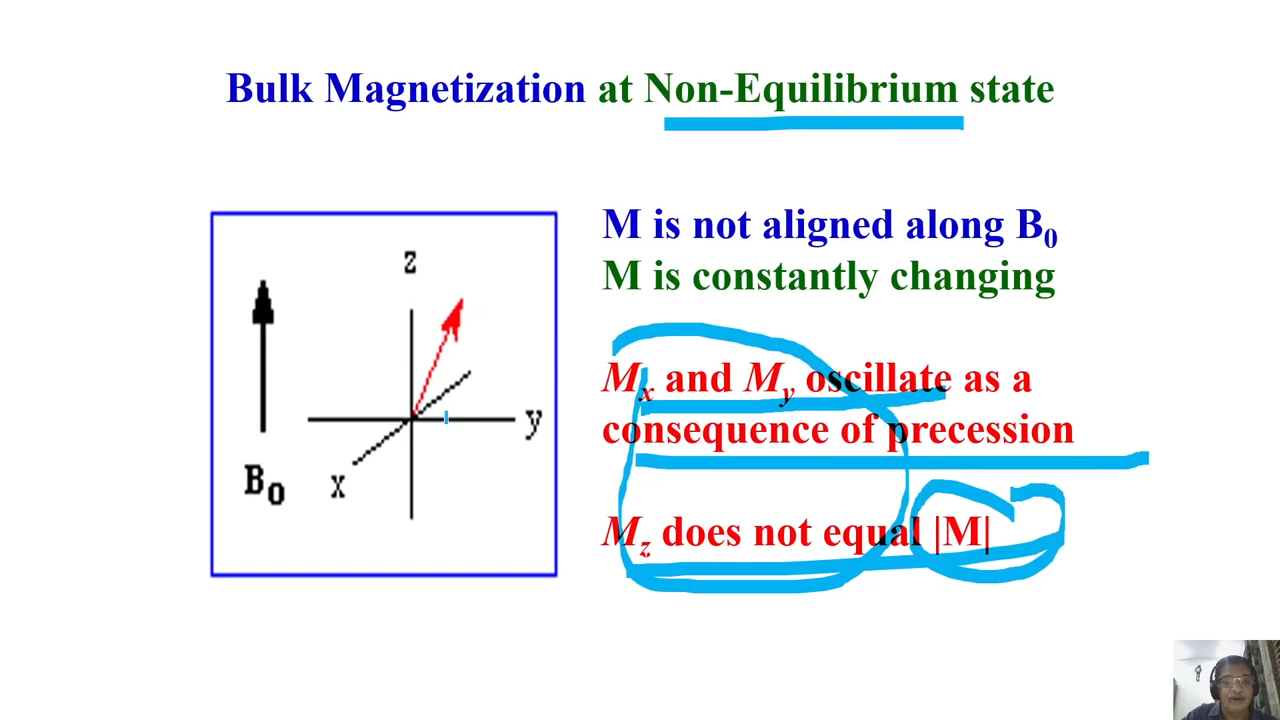 Bulk Magnetization at Non-Equilibrium state
M is not aligned along B0
M is constantly changing
Mx and My oscillate as a
consequence of precession
Mz does not equal |M|
z
y
x
B0